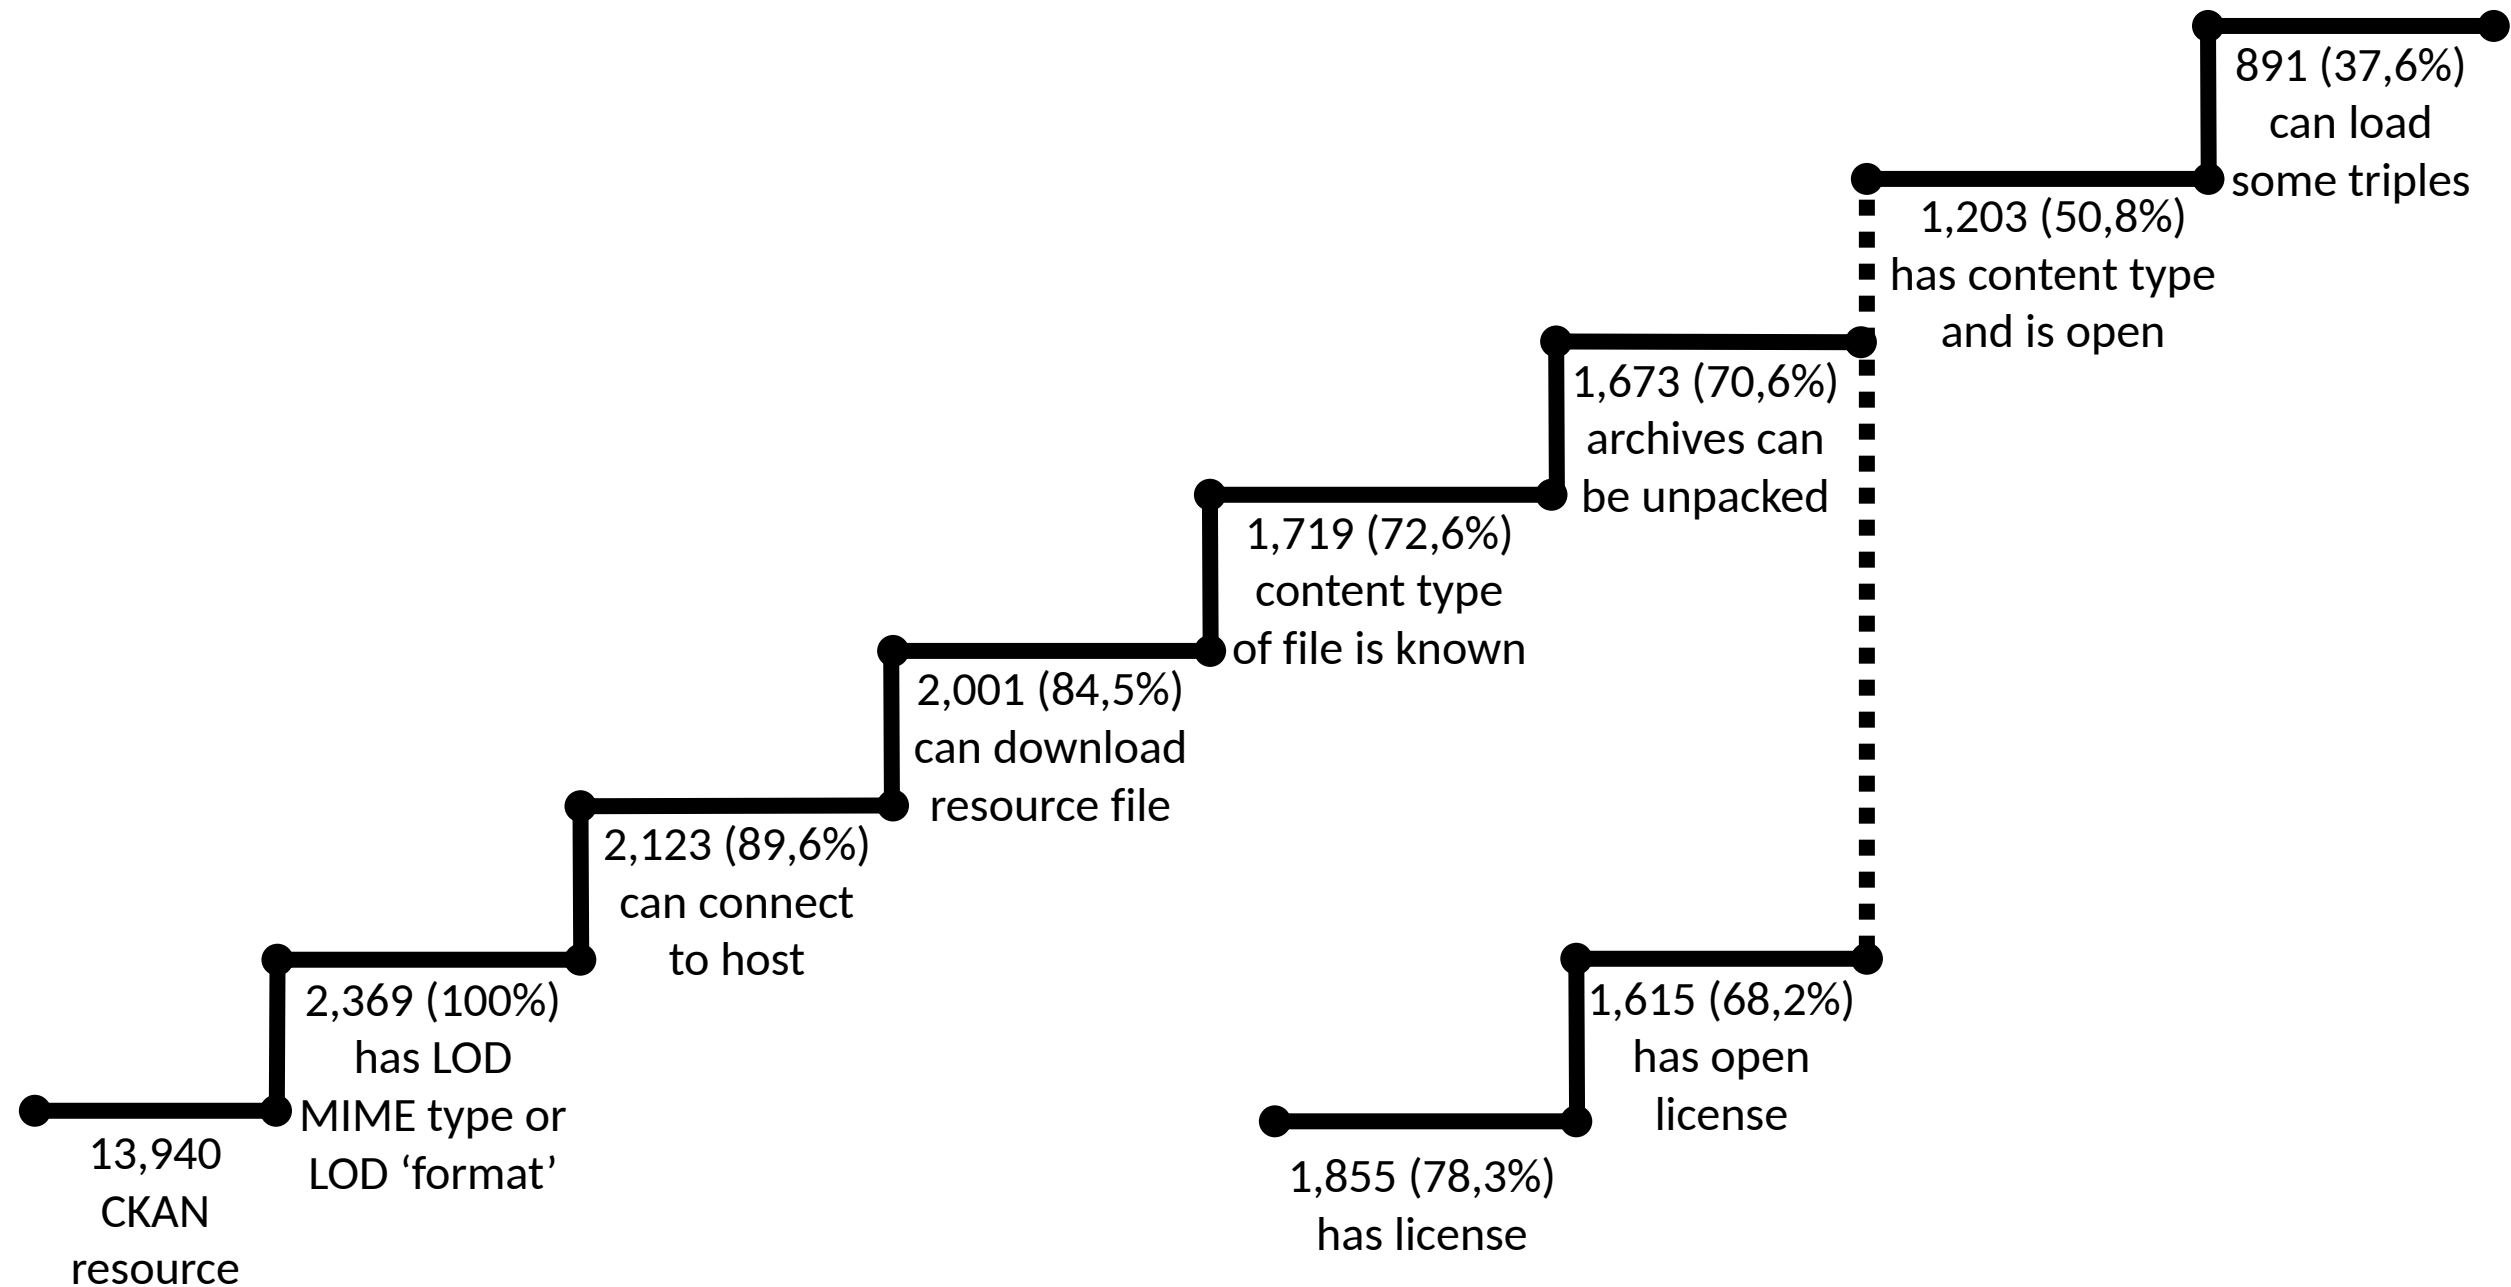 13,940
CKAN
resource
2,369 (100%)
has LOD
MIME type or
LOD ‘format’
2,123 (89,6%)
can connect
to host
2,001 (84,5%)
can download
resource file
1,719 (72,6%)
content type
of file is known
1,673 (70,6%)
archives can
be unpacked
1,855 (78,3%)
has license
1,615 (68,2%)
has open
license
1,203 (50,8%)
has content type
and is open
891 (37,6%)
can load
some triples